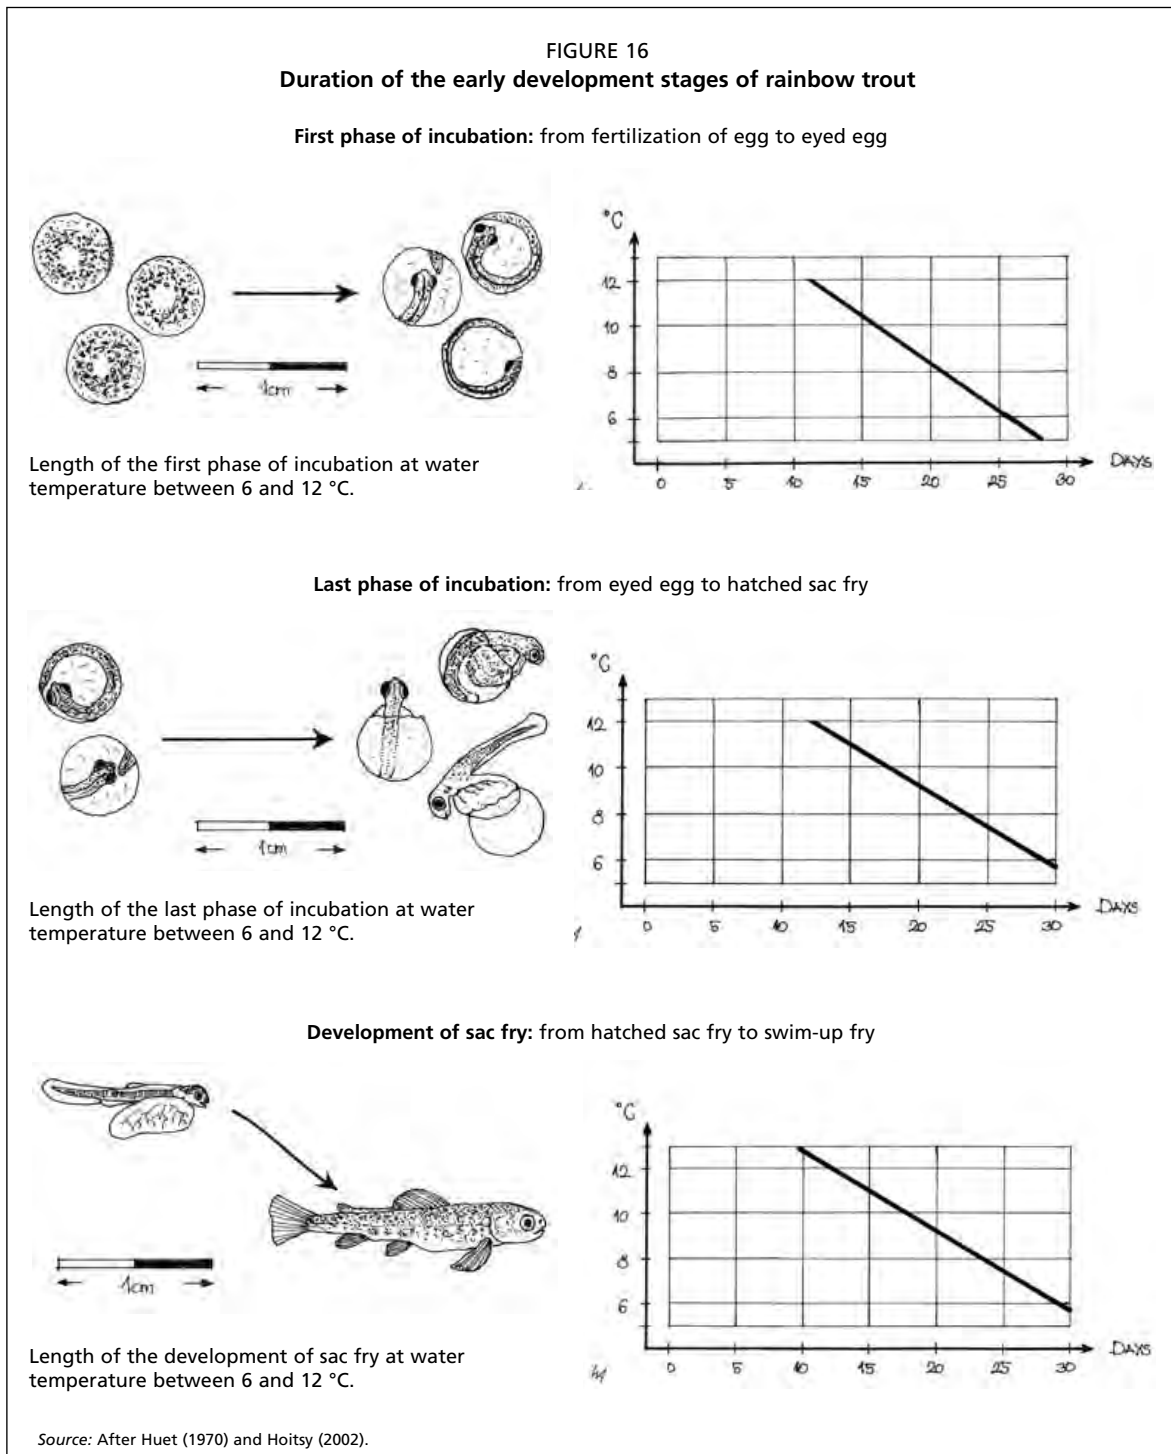 FIGURE 16
Duration of the early development stages of rainbow trout
First phase of incubation: from fertilization of egg to eyed egg
°C
12
10
8
6
0 5 10 15 20 25 30 DAYS
1cm
Length of the first phase of incubation at water
temperature between 6 and 12 °C.
Last phase of incubation: from eyed egg to hatched sac fry
°C
12
10
8
6
0 5 10 15 20 25 30 DAYS
1cm
Length of the last phase of incubation at water
temperature between 6 and 12 °C.
Development of sac fry: from hatched sac fry to swim-up fry
°C
12
10
8
6
0 5 10 15 20 25 30 DAYS
1cm
Length of the development of sac fry at water
temperature between 6 and 12 °C.
Source: After Huet (1970) and Hoitsy (2002).